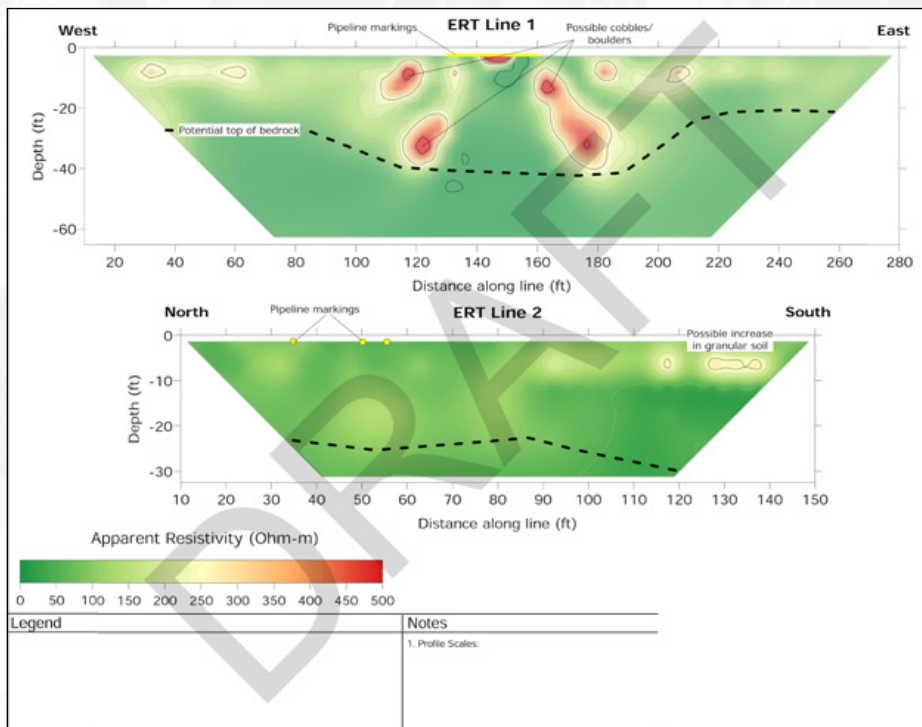 ERT Line 1
West
East
Pipeline markings
Possible cobbles/
boulders
Potential top of bedrock
Depth (ft)
0
-20
-40
-60
20 40 60 80 100 120 140 160 180 200 220 240 260 280
Distance along line (ft)
North
Pipeline markings
ERT Line 2
South
Possible increase
in granular soil
Depth (ft)
0
-10
-20
-30
10 20 30 40 50 60 70 80 90 100 110 120 130 140 150
Distance along line (ft)
Apparent Resistivity (Ohm-m)
0 50 100 150 200 250 300 350 400 450 500
Legend
Notes
1. Profile Scales:
DRAFT